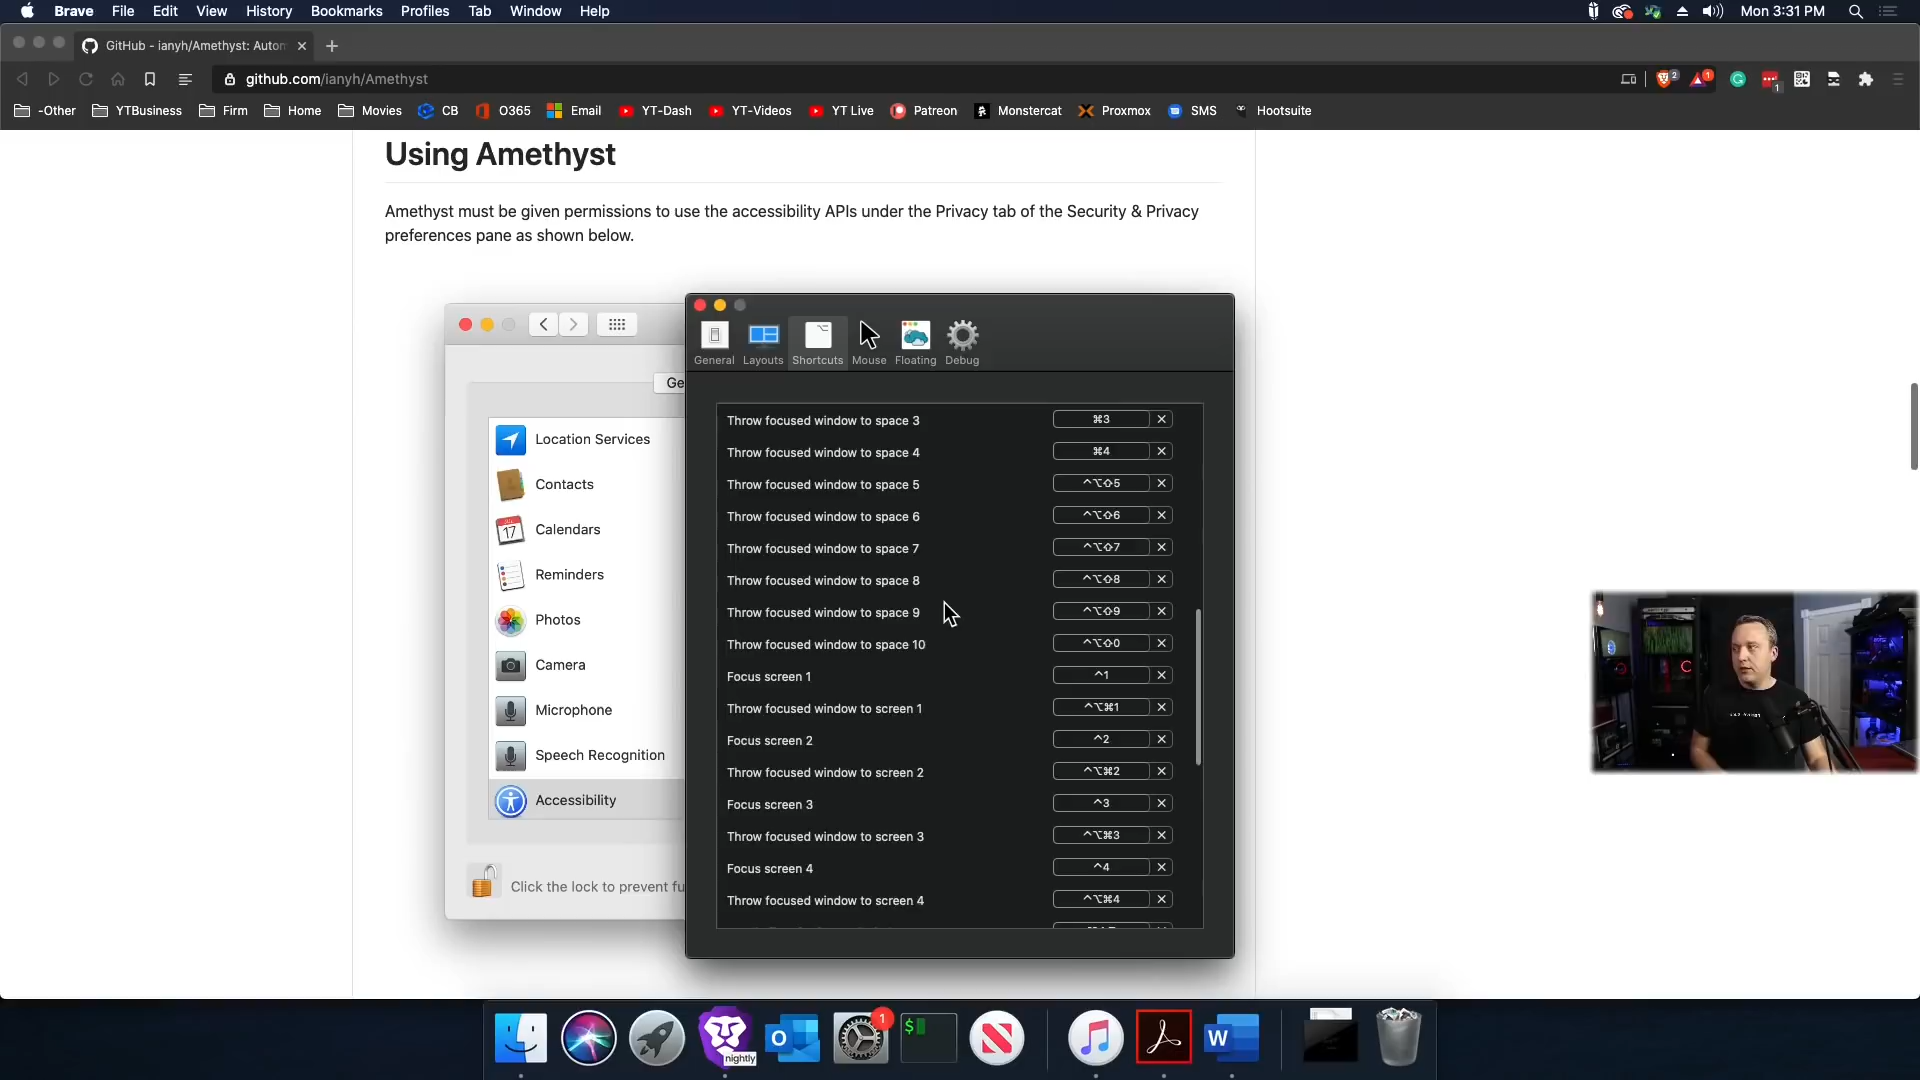 Brave File Edit View History Bookmarks Profiles Tab Window Help
Mon 3:31 PM
GitHub - ianyh/Amethyst: Autom
github.com/ianyh/Amethyst
2
1
1
-Other YTBusiness Firm Home Movies CB O365 Email YT-Dash YT-Videos YT Live Patreon Monstercat Proxmox SMS Hootsuite
Using Amethyst
Amethyst must be given permissions to use the accessibility APIs under the Privacy tab of the Security & Privacy
preferences pane as shown below.
Ge
Location Services
Contacts
17
Calendars
Reminders
Photos
Camera
Microphone
Speech Recognition
Accessibility
Click the lock to prevent fu
General Layouts Shortcuts Mouse Floating Debug
Throw focused window to space 3 ⌘3
Throw focused window to space 4 ⌘4
Throw focused window to space 5 ^⌥⇧5
Throw focused window to space 6 ^⌥⇧6
Throw focused window to space 7 ^⌥⇧7
Throw focused window to space 8 ^⌥⇧8
Throw focused window to space 9 ^⌥⇧9
Throw focused window to space 10 ^⌥⇧0
Focus screen 1 ^1
Throw focused window to screen 1 ^⌥⌘1
Focus screen 2 ^2
Throw focused window to screen 2 ^⌥⌘2
Focus screen 3 ^3
Throw focused window to screen 3 ^⌥⌘3
Focus screen 4 ^4
Throw focused window to screen 4 ^⌥⌘4
nightly
O
1
$
W